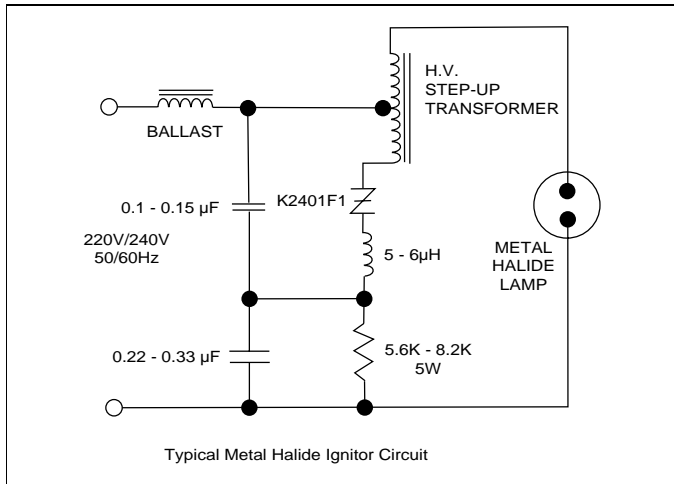 H.V.
STEP-UP
TRANSFORMER
BALLAST
K2401F1
0.1 - 0.15 µF
220V/240V
50/60Hz
5 - 6µH
METAL
HALIDE
LAMP
0.22 - 0.33 µF
5.6K - 8.2K
5W
Typical Metal Halide Ignitor Circuit